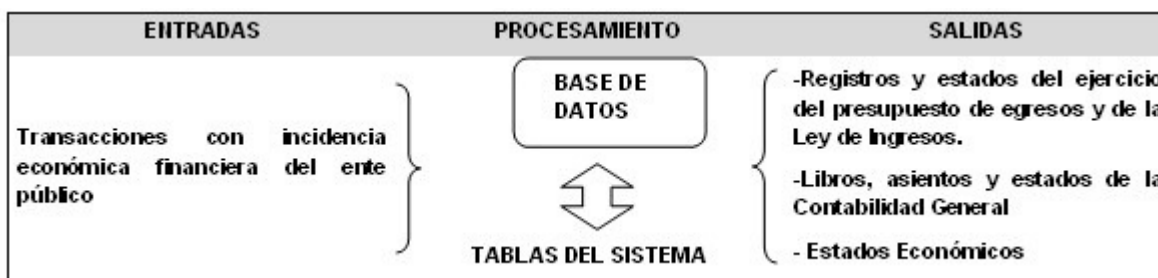 ENTRADAS PROCESAMIENTO SALIDAS
Transacciones con incidencia
económica financiera del ente
público
BASE DE
DATOS
TABLAS DEL SISTEMA
-Registros y estados del ejercicio
del presupuesto de egresos y de la
Ley de Ingresos.
-Libros, asientos y estados de la
Contabilidad General
- Estados Económicos